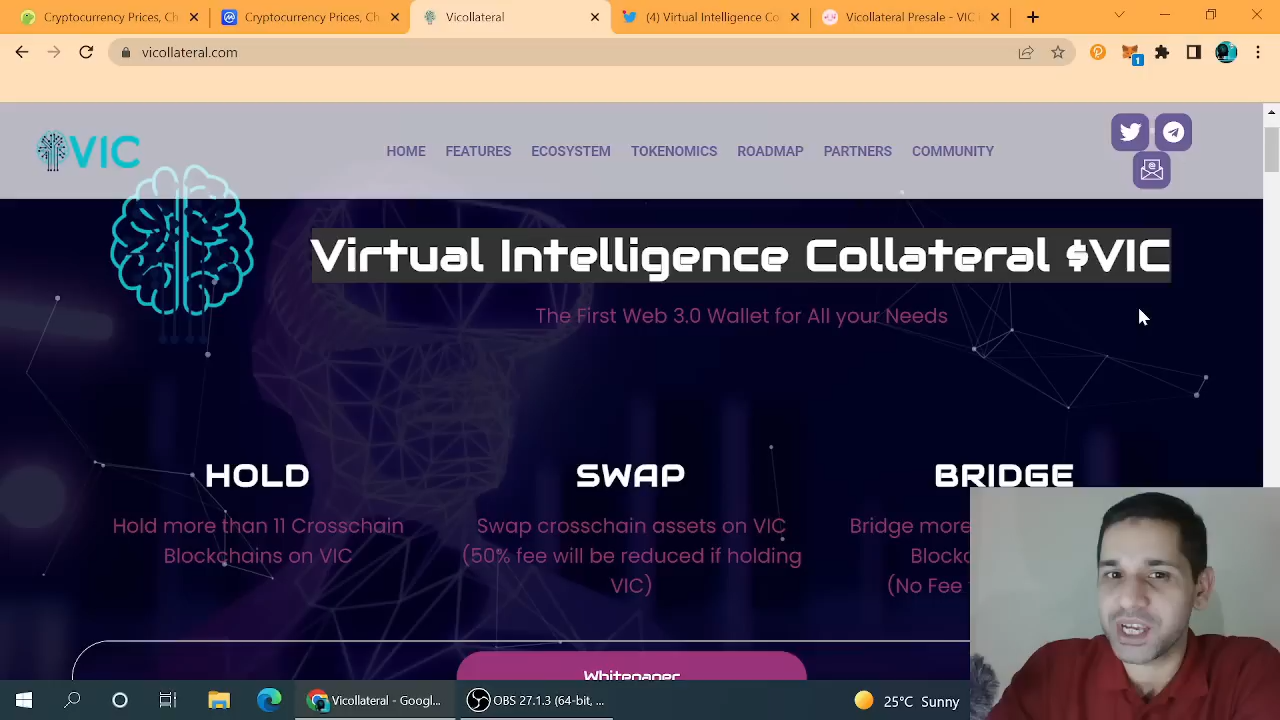 Cryptocurrency Prices, Ch
Cryptocurrency Prices, Ch
Vicollateral
(4) Virtual Intelligence Co
Vicollateral Presale - VIC
vicollateral.com
1
VIC
HOME
FEATURES
ECOSYSTEM
TOKENOMICS
ROADMAP
PARTNERS
COMMUNITY
Virtual Intelligence Collateral $VIC
The First Web 3.0 Wallet for All your Needs
HOLD
SWAP
BRIDGE
Hold more than 11 Crosschain
Blockchains on VIC
Swap crosschain assets on VIC
(50% fee will be reduced if holding
VIC)
Bridge more
(No Fee
Whitepaper
Vicollateral - Googl...
OBS 27.1.3 (64-bit, ...
25°C Sunny